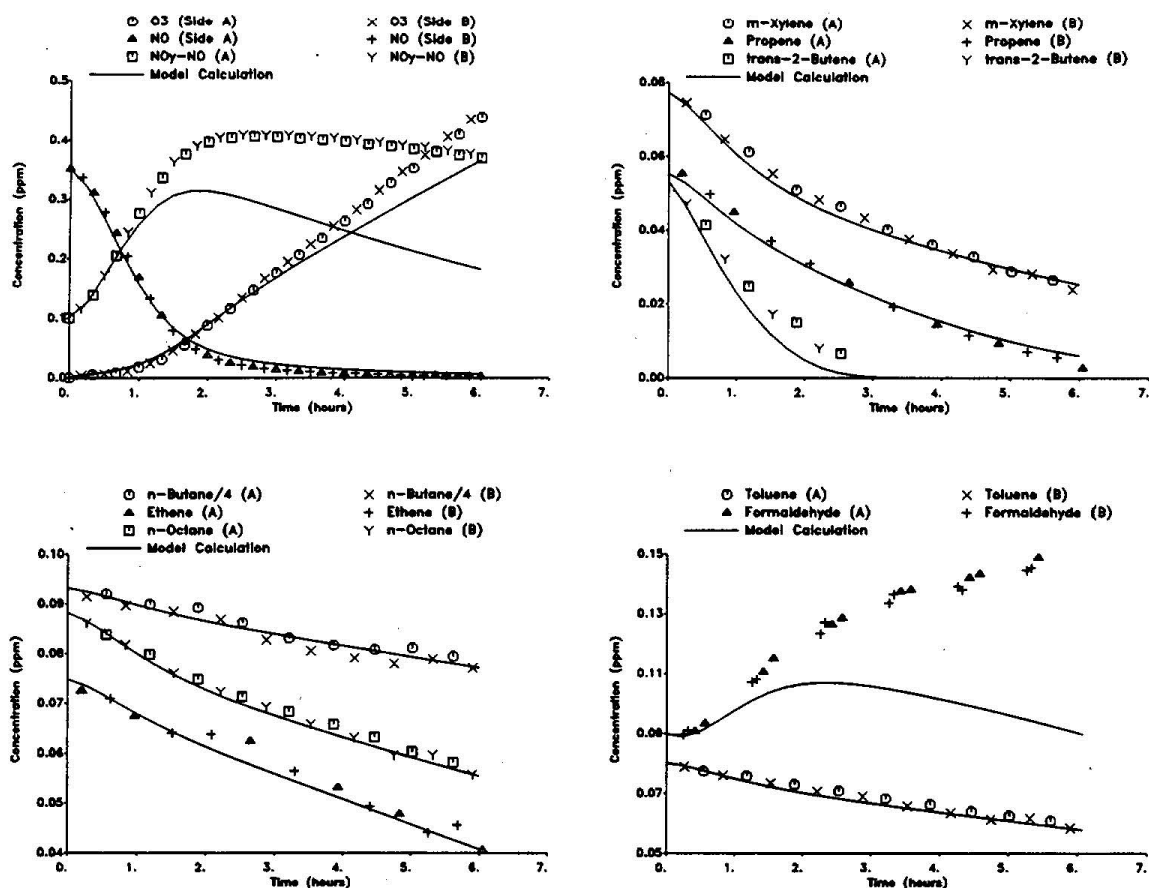 O3 (Side A) O3 (Side B)
NO (Side A) NO (Side B)
NOy-NO (A) NOy-NO (B)
Model Calculation
0.5
0.4
0.3
0.2
0.1
0.0
Concentration (ppm)
0. 1. 2. 3. 4. 5. 6. 7.
Time (hours)
m-Xylene (A) m-Xylene (B)
Propene (A) Propene (B)
trans-2-Butene (A) trans-2-Butene (B)
Model Calculation
0.08
0.06
0.04
0.02
0.00
Concentration (ppm)
0. 1. 2. 3. 4. 5. 6. 7.
Time (hours)
n-Butane/4 (A) n-Butane/4 (B)
Ethene (A) Ethene (B)
n-Octane (A) n-Octane (B)
Model Calculation
0.10
0.09
0.08
0.07
0.06
0.05
0.04
Concentration (ppm)
0. 1. 2. 3. 4. 5. 6. 7.
Time (hours)
Toluene (A) Toluene (B)
Formaldehyde (A) Formaldehyde (B)
Model Calculation
0.15
0.13
0.11
0.09
0.07
0.05
Concentration (ppm)
0. 1. 2. 3. 4. 5. 6. 7.
Time (hours)